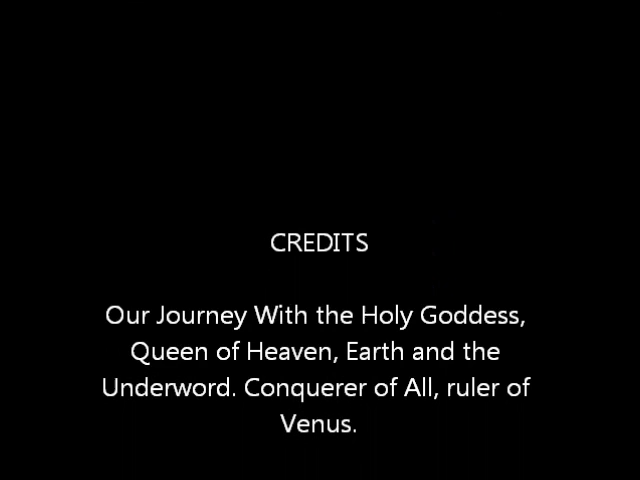 CREDITS
Our Journey With the Holy Goddess,
Queen of Heaven, Earth and the
Underword. Conquerer of All, ruler of
Venus.